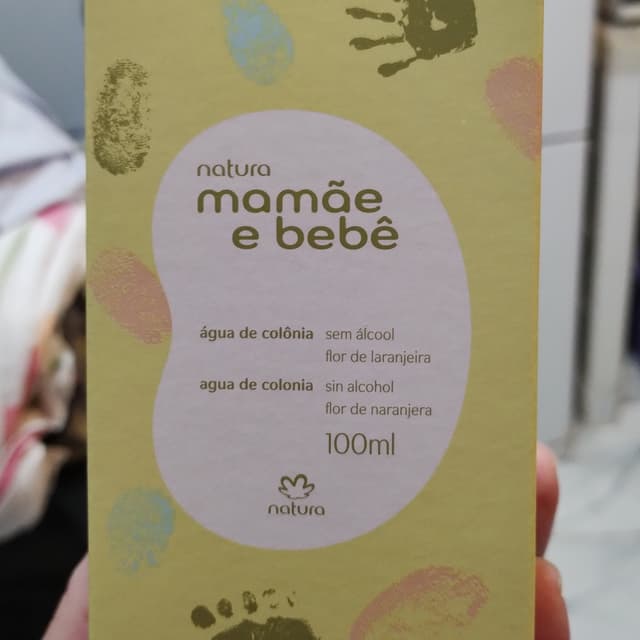 natura
mamãe
e bebê
água de colônia sem álcool
flor de laranjeira
agua de colonia sin alcohol
flor de naranjera
100ml
natura